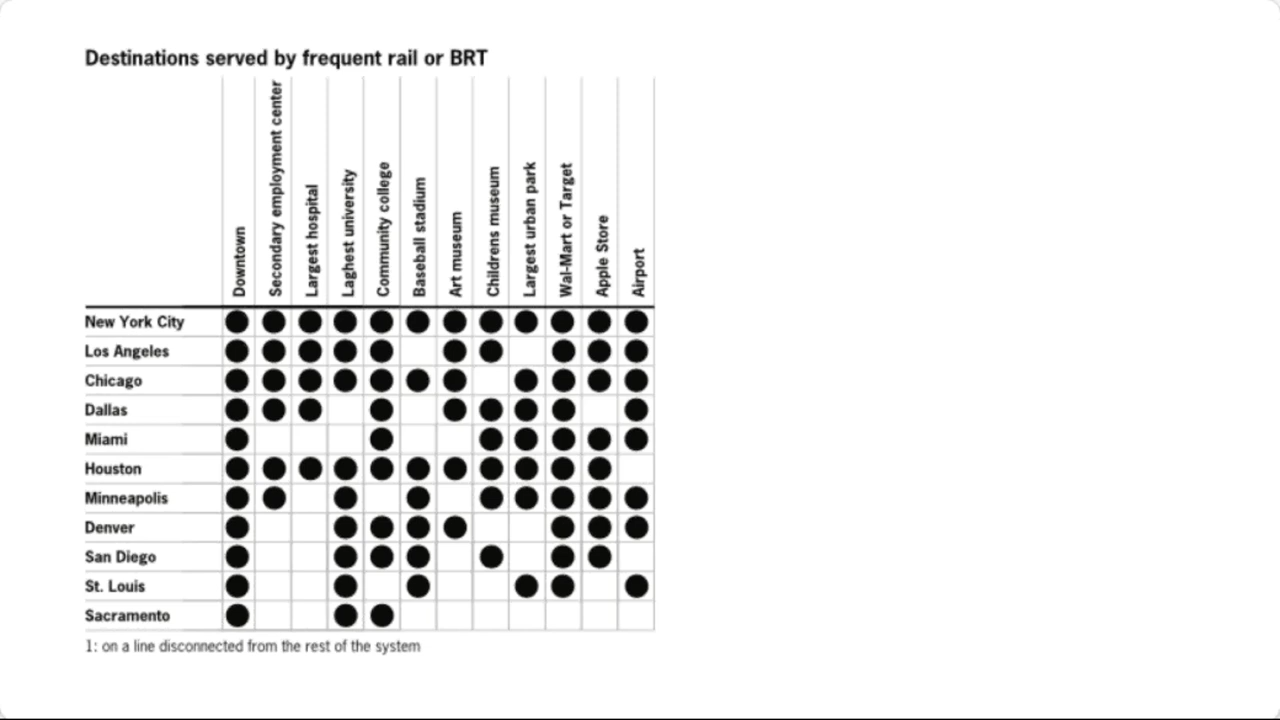 Destinations served by frequent rail or BRT
Downtown
Secondary employment center
Largest hospital
Laghest university
Community college
Baseball stadium
Art museum
Childrens museum
Largest urban park
Wal-Mart or Target
Apple Store
Airport
New York City
Los Angeles
Chicago
Dallas
Miami
Houston
Minneapolis
Denver
San Diego
St. Louis
Sacramento
1: on a line disconnected from the rest of the system